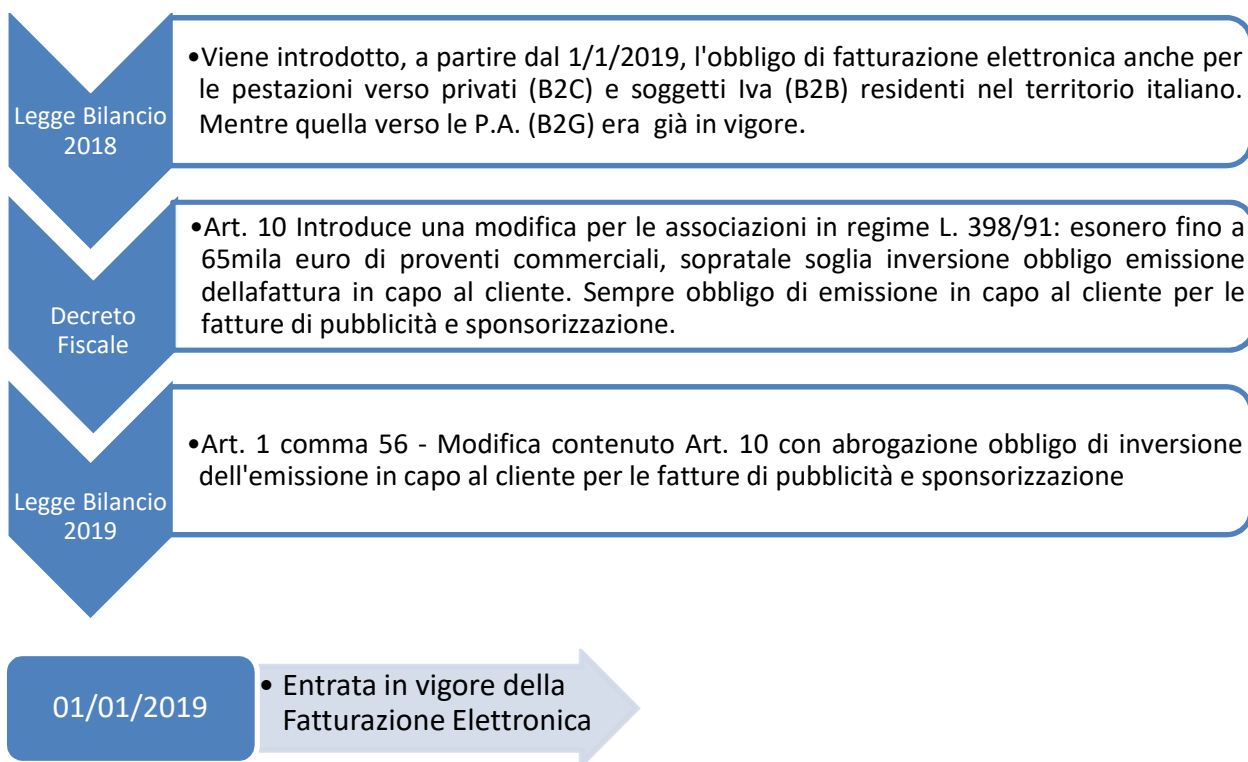 Legge Bilancio
2018
•Viene introdotto, a partire dal 1/1/2019, l'obbligo di fatturazione elettronica anche per
le pestazioni verso privati (B2C) e soggetti Iva (B2B) residenti nel territorio italiano.
Mentre quella verso le P.A. (B2G) era già in vigore.
Decreto
Fiscale
•Art. 10 Introduce una modifica per le associazioni in regime L. 398/91: esonero fino a
65mila euro di proventi commerciali, sopratale soglia inversione obbligo emissione
dellafattura in capo al cliente. Sempre obbligo di emissione in capo al cliente per le
fatture di pubblicità e sponsorizzazione.
Legge Bilancio
2019
•Art. 1 comma 56 - Modifica contenuto Art. 10 con abrogazione obbligo di inversione
dell'emissione in capo al cliente per le fatture di pubblicità e sponsorizzazione
01/01/2019
• Entrata in vigore della
Fatturazione Elettronica